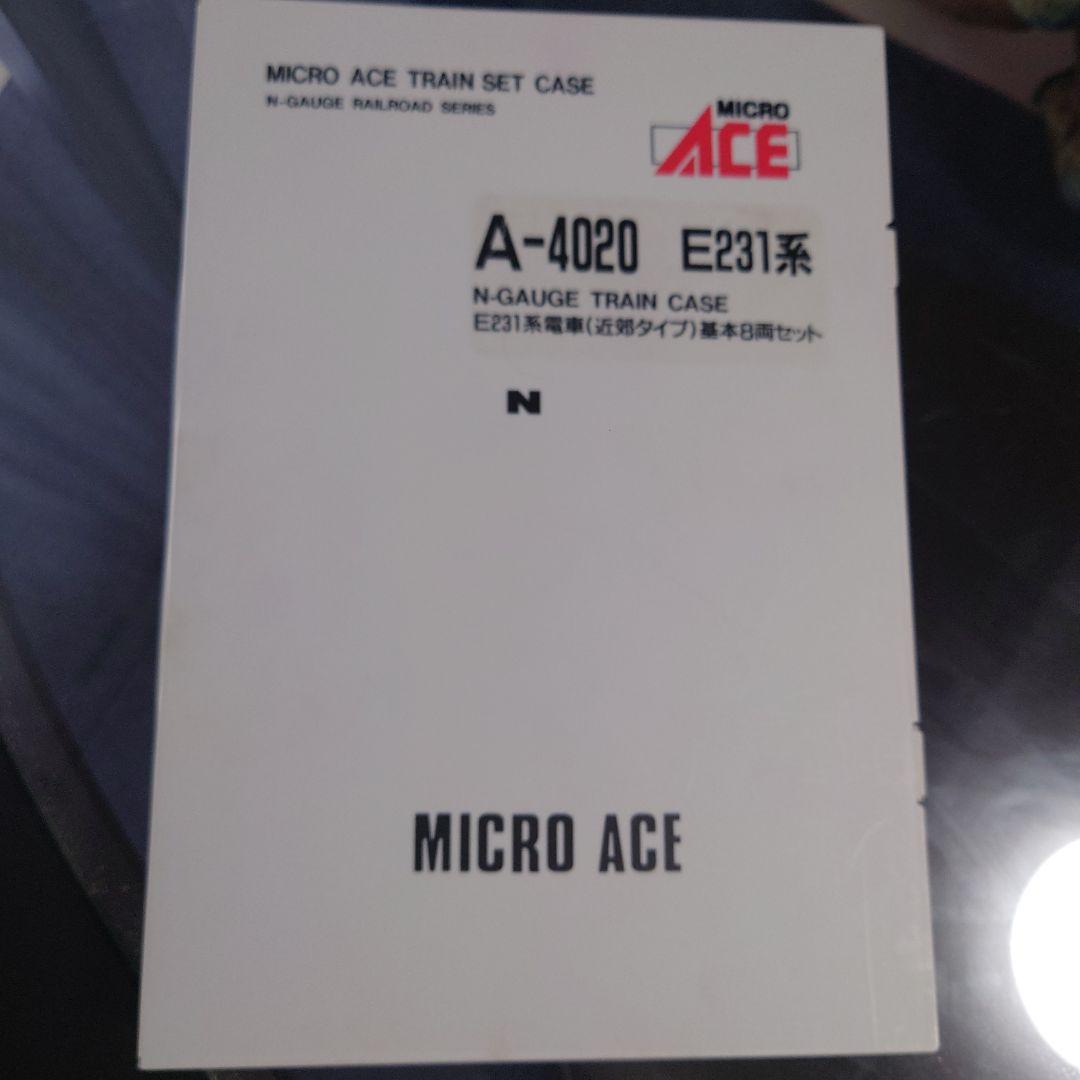 MICRO ACE TRAIN SET CASE
N-GAUGE RAILROAD SERIES
MICRO
ACE
A-4020 E231系
N-GAUGE TRAIN CASE
E231系電車(近郊タイプ)基本8両セット
N
MICRO ACE